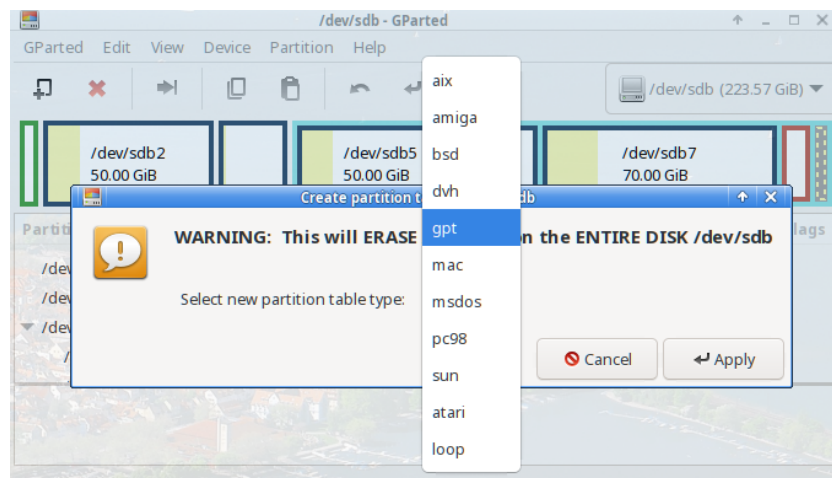 /dev/sdb - GParted
GParted Edit View Device Partition Help
/dev/sdb (223.57 GiB)
/dev/sdb2
50.00 GiB
/dev/sdb5
50.00 GiB
/dev/sdb7
70.00 GiB
Create partition t
db
WARNING: This will ERASE
n the ENTIRE DISK /dev/sdb
Select new partition table type:
aix
amiga
bsd
dvh
gpt
mac
msdos
pc98
sun
atari
loop
Cancel
Apply
Partiti
lags
/dev
/dev
/dev
/